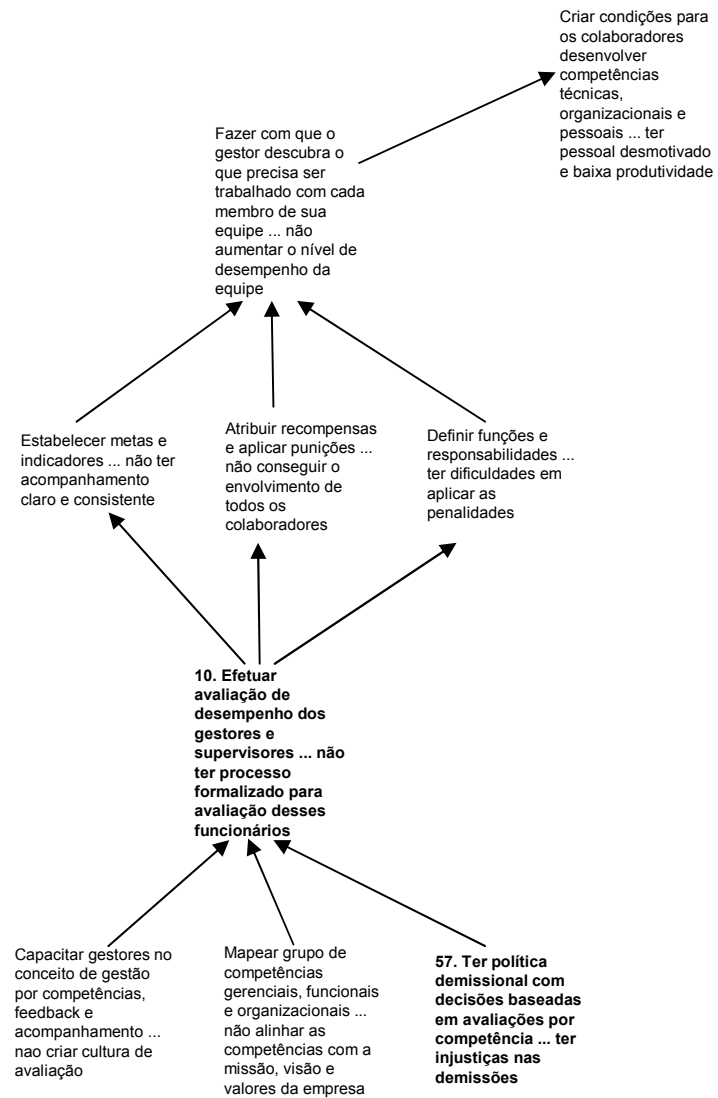 Criar condições para
os colaboradores
desenvolver
competências
técnicas,
organizacionais e
pessoais ... ter
pessoal desmotivado
e baixa produtividade
Fazer com que o
gestor descubra o
que precisa ser
trabalhado com cada
membro de sua
equipe ... não
aumentar o nível de
desempenho da
equipe
Estabelecer metas e
indicadores ... não ter
acompanhamento
claro e consistente
Atribuir recompensas
e aplicar punições ...
não conseguir o
envolvimento de
todos os
colaboradores
Definir funções e
responsabilidades ...
ter dificuldades em
aplicar as
penalidades
10. Efetuar
avaliação de
desempenho dos
gestores e
supervisores ... não
ter processo
formalizado para
avaliação desses
funcionários
Capacitar gestores no
conceito de gestão
por competências,
feedback e
acompanhamento ...
nao criar cultura de
avaliação
Mapear grupo de
competências
gerenciais, funcionais
e organizacionais ...
não alinhar as
competências com a
missão, visão e
valores da empresa
57. Ter política
demissional com
decisões baseadas
em avaliações por
competência ... ter
injustiças nas
demissões